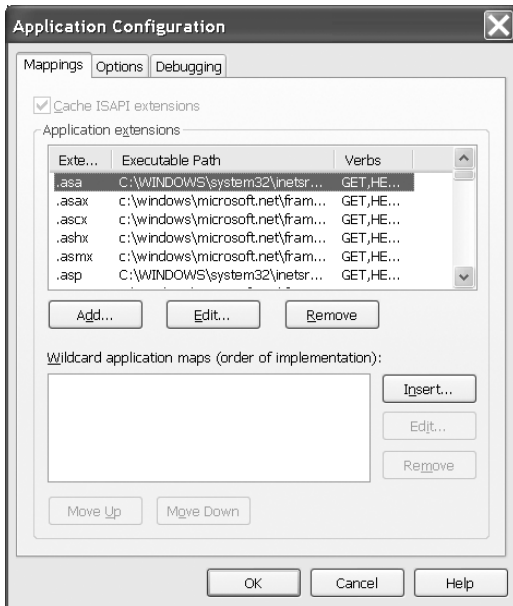 Application Configuration
Mappings Options Debugging
Cache ISAPI extensions
Application extensions
Exte... Executable Path Verbs
.asa C:\WINDOWS\system32\inetsr... GET,HE...
.asax c:\windows\microsoft.net\fram... GET,HE...
.ascx c:\windows\microsoft.net\fram... GET,HE...
.ashx c:\windows\microsoft.net\fram... GET,HE...
.asmx c:\windows\microsoft.net\fram... GET,HE...
.asp C:\WINDOWS\system32\inetsr... GET,HE...
Add... Edit... Remove
Wildcard application maps (order of implementation):
Insert...
Edit...
Remove
Move Up Move Down
OK Cancel Help